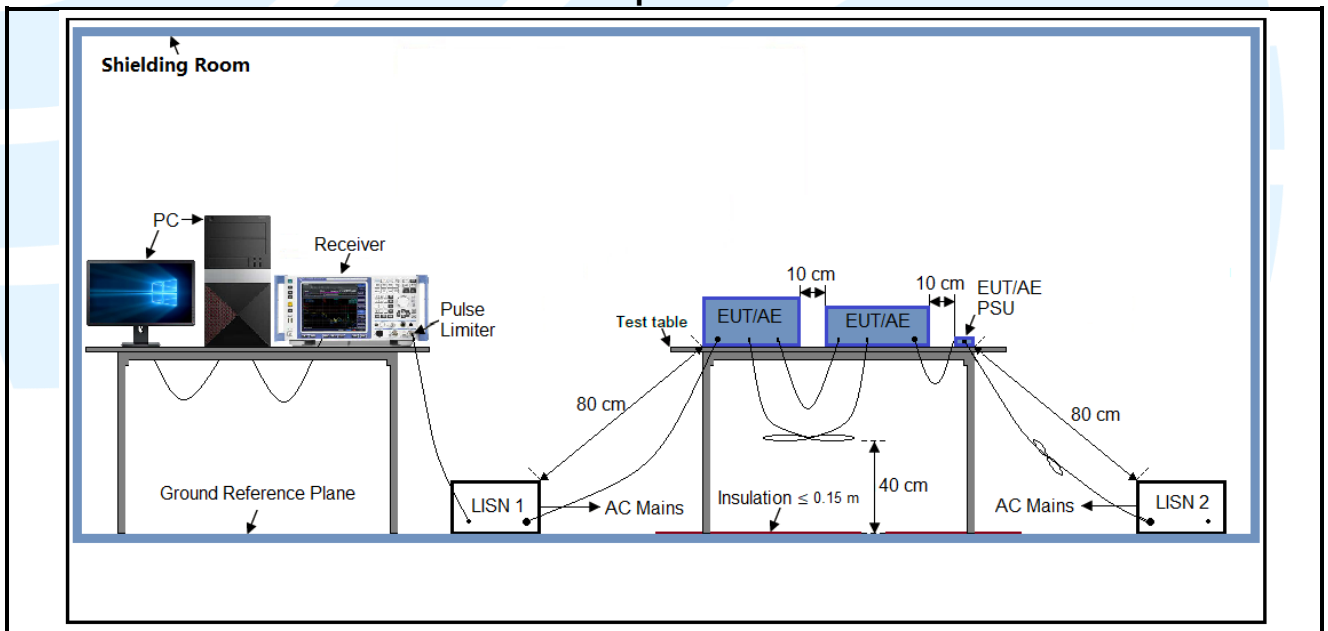 Shielding Room
PC
Receiver
Pulse
Limiter
10 cm
10 cm
EUT/AE
PSU
Test table
EUT/AE
EUT/AE
80 cm
80 cm
40 cm
Ground Reference Plane
LISN 1
AC Mains
Insulation ≤ 0.15 m
AC Mains
LISN 2